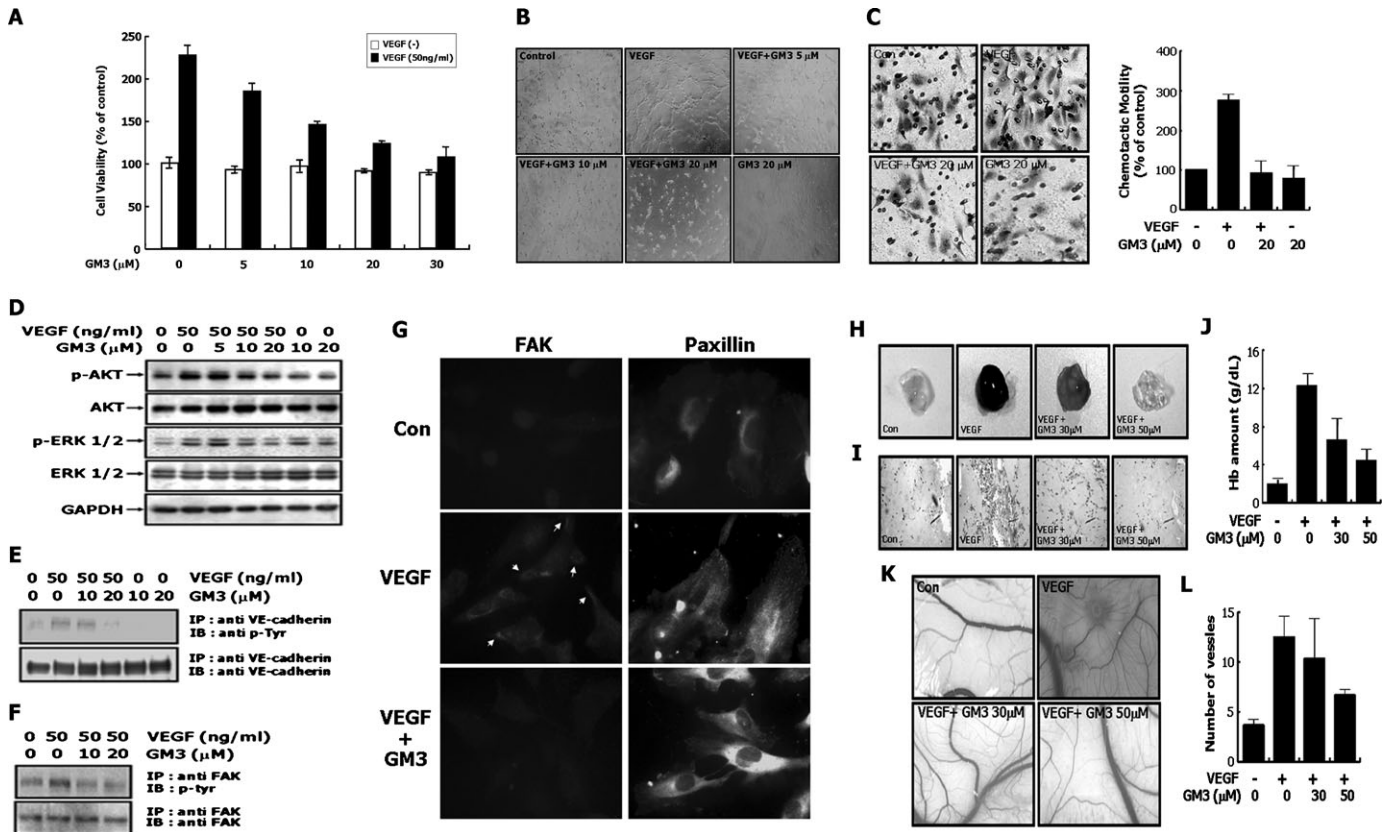 A
250
200
150
100
50
0
Cell Viability (% of control)
VEGF (-)
VEGF (50ng/ml)
GM3 (μM) 0 5 10 20 30
B
Control
VEGF
VEGF+GM3 5 μM
VEGF+GM3 10 μM
VEGF+GM3 20 μM
GM3 20 μM
C
Con
VEGF
VEGF+GM3 20 μM
GM3 20 μM
Chemotactic Motility
(% of control)
400
300
200
100
0
VEGF - + + -
GM3 (μM) 0 0 20 20
D
VEGF (ng/ml) 0 50 50 50 50 0 0
GM3 (μM) 0 0 5 10 20 10 20
p-AKT
AKT
p-ERK 1/2
ERK 1/2
GAPDH
E
0 50 50 50 0 0 VEGF (ng/ml)
0 0 10 20 10 20 GM3 (μM)
IP : anti VE-cadherin
IB : anti p-Tyr
IP : anti VE-cadherin
IB : anti VE-cadherin
F
0 50 50 50 VEGF (ng/ml)
0 0 10 20 GM3 (μM)
IP : anti FAK
IB : p-tyr
IP : anti FAK
IB : anti FAK
G
FAK Paxillin
Con
VEGF
VEGF
+
GM3
H
Con
VEGF
VEGF+
GM3 30μM
VEGF+
GM3 50μM
I
Con
VEGF
VEGF+
GM3 30μM
VEGF+
GM3 50μM
J
Hb amount (g/dL)
16
14
12
10
8
6
4
2
0
VEGF - + + +
GM3 (μM) 0 0 30 50
K
Con
VEGF
VEGF+ GM3 30μM
VEGF+ GM3 50μM
L
Number of vessles
15
10
5
0
VEGF - + + +
GM3 (μM) 0 0 30 50